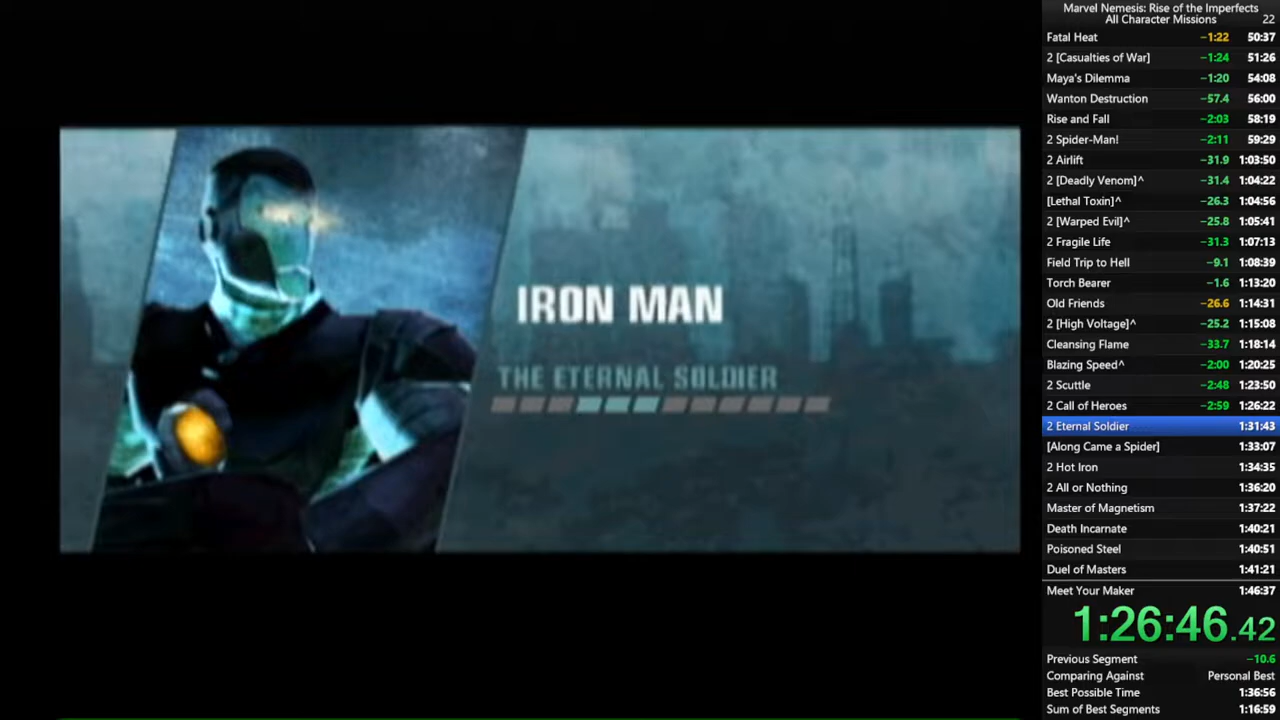 Marvel Nemesis: Rise of the Imperfects
All Character Missions 22
Fatal Heat −1:22 50:37
2 [Casualties of War] −1:24 51:26
Maya's Dilemma −1:20 54:08
Wanton Destruction −57.4 56:00
Rise and Fall −2:03 58:19
2 Spider-Man! −2:11 59:29
2 Airlift −31.9 1:03:50
2 [Deadly Venom]^ −31.4 1:04:22
[Lethal Toxin]^ −26.3 1:04:56
2 [Warped Evil]^ −25.8 1:05:41
2 Fragile Life −31.3 1:07:13
Field Trip to Hell −9.1 1:08:39
Torch Bearer −1.6 1:13:20
Old Friends −26.6 1:14:31
2 [High Voltage]^ −25.2 1:15:08
Cleansing Flame −33.7 1:18:14
Blazing Speed^ −2:00 1:20:25
2 Scuttle −2:48 1:23:50
2 Call of Heroes −2:59 1:26:22
2 Eternal Soldier 1:31:43
[Along Came a Spider] 1:33:07
2 Hot Iron 1:34:35
2 All or Nothing 1:36:20
Master of Magnetism 1:37:22
Death Incarnate 1:40:21
Poisoned Steel 1:40:51
Duel of Masters 1:41:21
Meet Your Maker 1:46:37
1:26:46.42
Previous Segment −10.6
Comparing Against Personal Best
Best Possible Time 1:36:56
Sum of Best Segments 1:16:59
IRON MAN
THE ETERNAL SOLDIER